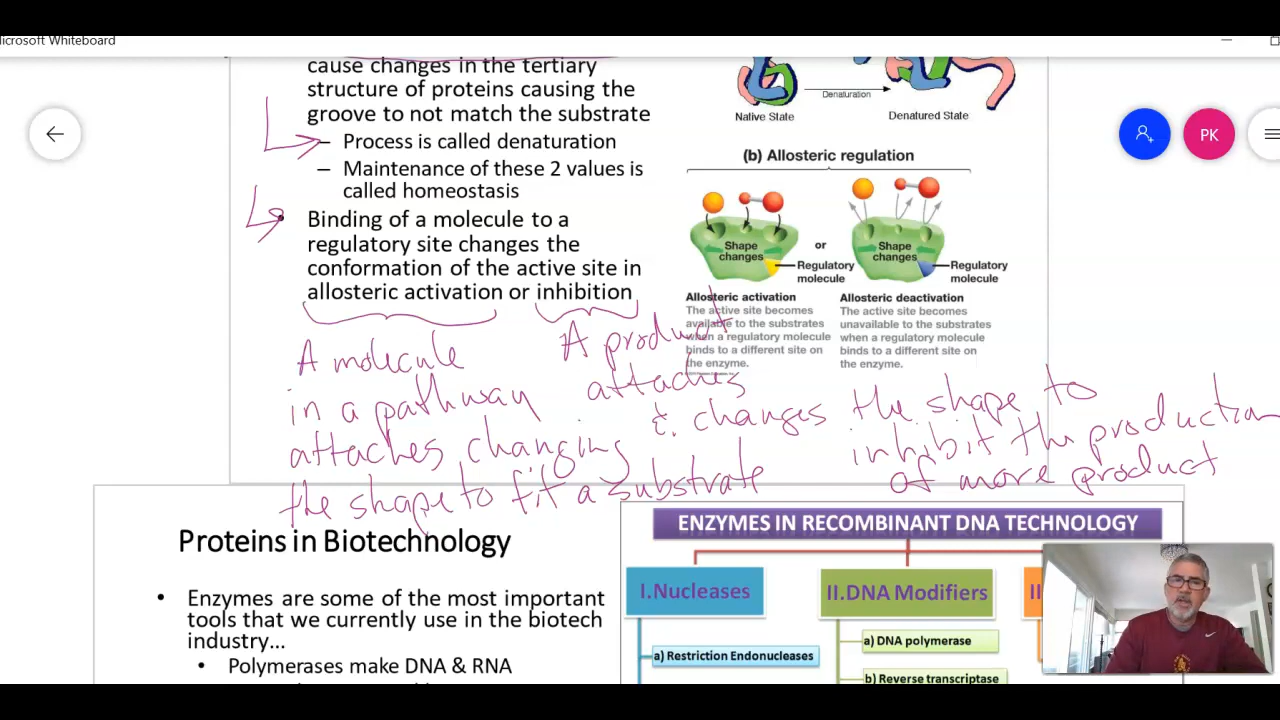 Microsoft Whiteboard
cause changes in the tertiary
structure of proteins causing the
groove to not match the substrate
– Process is called denaturation
– Maintenance of these 2 values is
called homeostasis
Binding of a molecule to a
regulatory site changes the
conformation of the active site in
allosteric activation or inhibition
A molecule
in a pathway
attaches changing
the shape to fit a substrate
A product
attaches
& changes
the shape to
inhibit the production
of more product
Denaturation
Native State
Denatured State
(b) Allosteric regulation
Shape
changes
or
Shape
changes
Regulatory
molecule
Regulatory
molecule
Allosteric activation
The active site becomes
available to the substrates
when a regulatory molecule
binds to a different site on
the enzyme.
Allosteric deactivation
The active site becomes
unavailable to the substrates
when a regulatory molecule
binds to a different site on
the enzyme.
PK
Proteins in Biotechnology
• Enzymes are some of the most important
tools that we currently use in the biotech
industry...
• Polymerases make DNA & RNA
ENZYMES IN RECOMBINANT DNA TECHNOLOGY
I.Nucleases
II.DNA Modifiers
II
a) Restriction Endonucleases
a) DNA polymerase
b) Reverse transcriptase